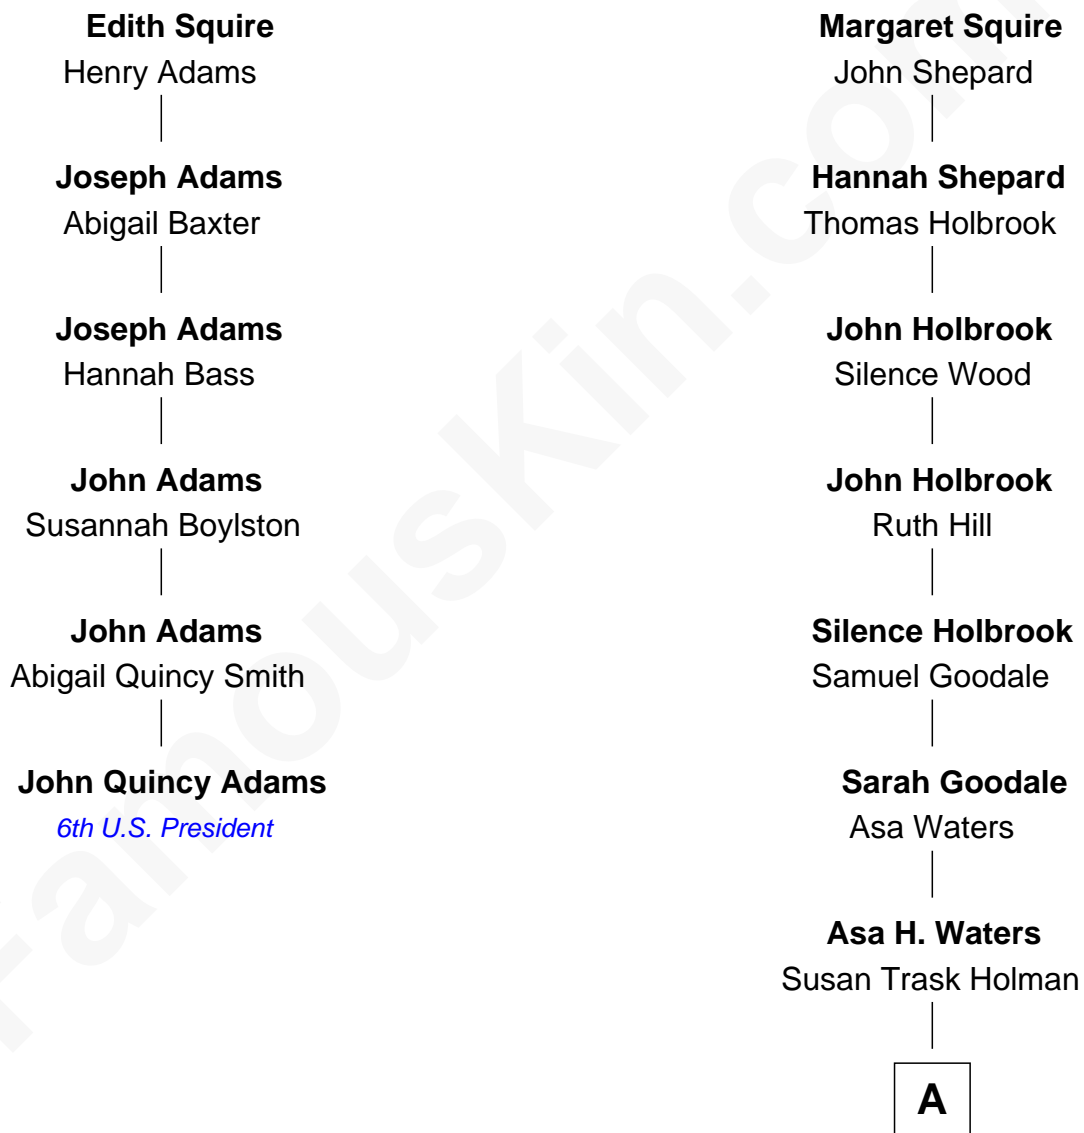 Edith Squire
Henry Adams
Joseph Adams
Abigail Baxter
Joseph Adams
Hannah Bass
John Adams
Susannah Boylston
John Adams
Abigail Quincy Smith
John Quincy Adams
6th U.S. President
Margaret Squire
John Shepard
Hannah Shepard
Thomas Holbrook
John Holbrook
Silence Wood
John Holbrook
Ruth Hill
Silence Holbrook
Samuel Goodale
Sarah Goodale
Asa Waters
Asa H. Waters
Susan Trask Holman
A
FamousKin.com